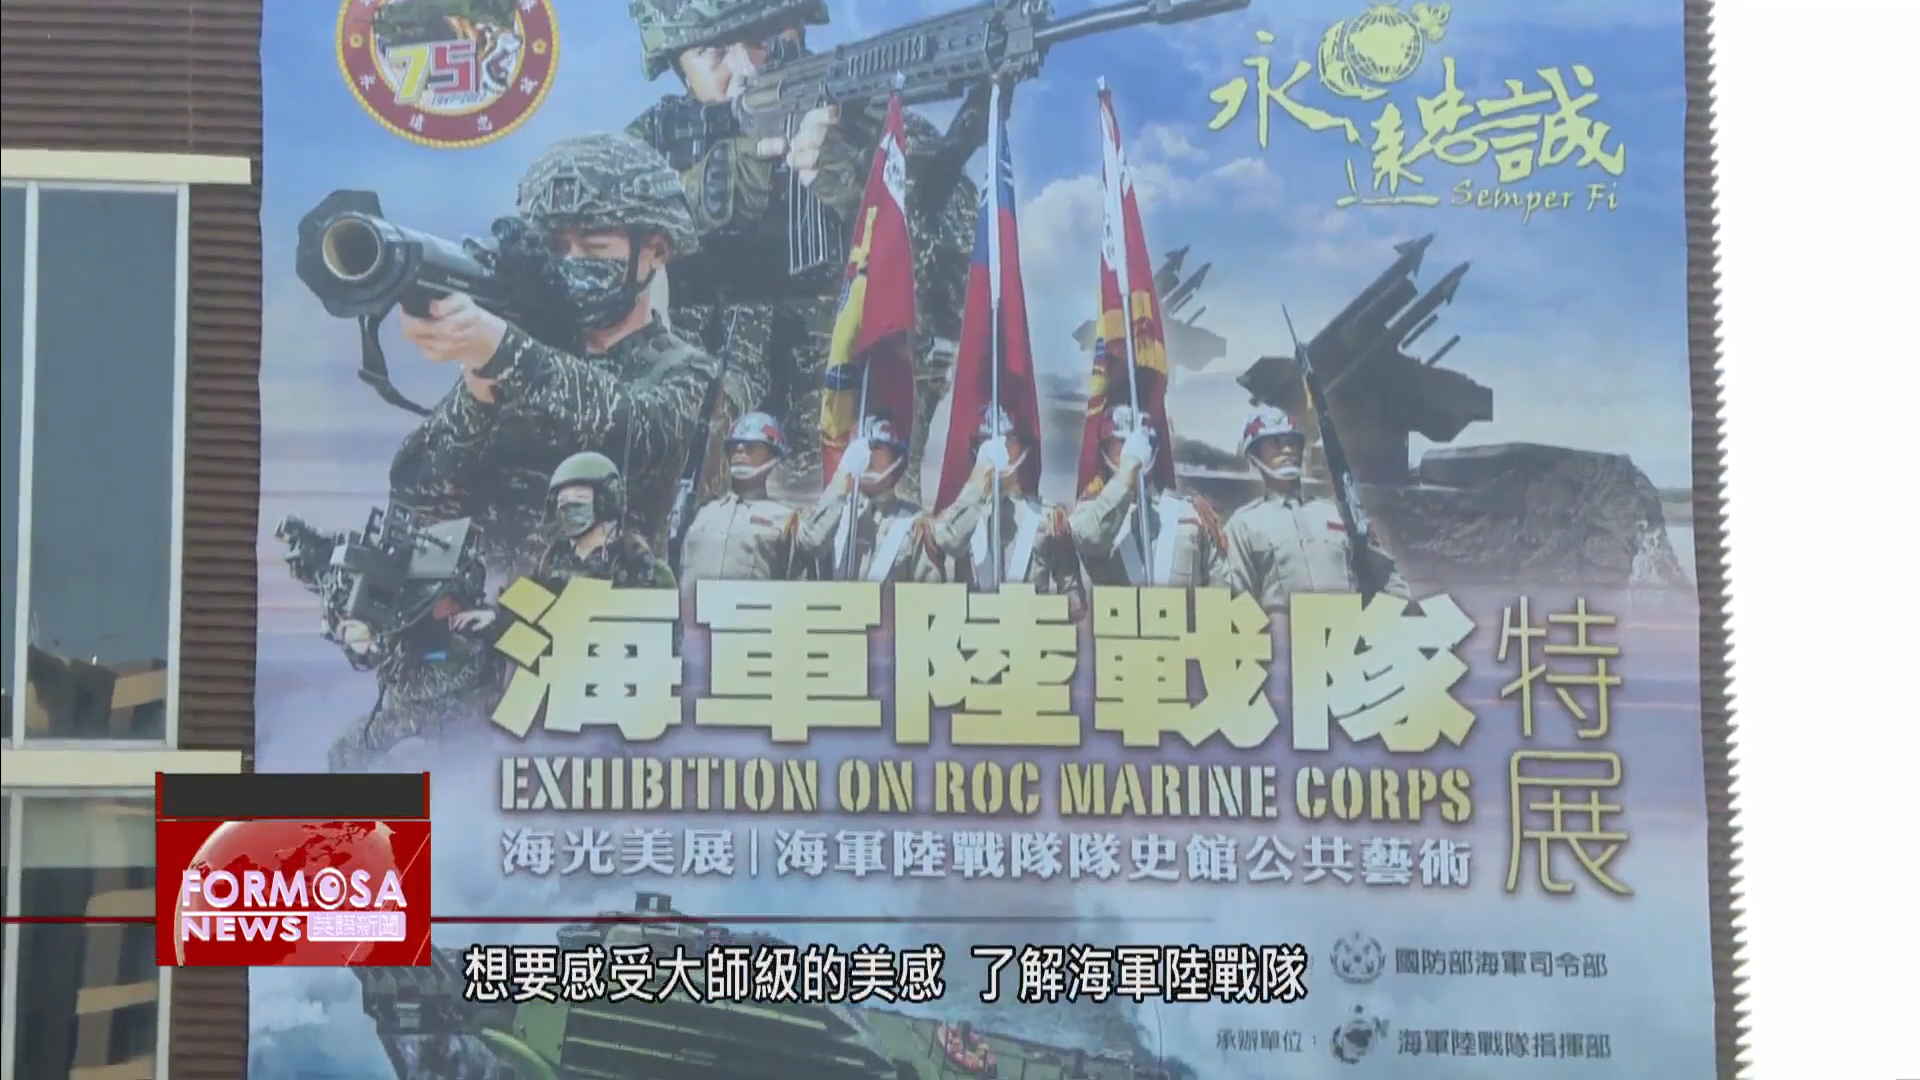 75
永遠忠誠
Semper Fi
海軍陸戰隊
特展
EXHIBITION ON ROC MARINE CORPS
海光美展|海軍陸戰隊隊史館公共藝術
FORMOSA
NEWS 英語新聞
想要感受大師級的美感 了解海軍陸戰隊
國防部海軍司令部
承辦單位: 海軍陸戰隊指揮部